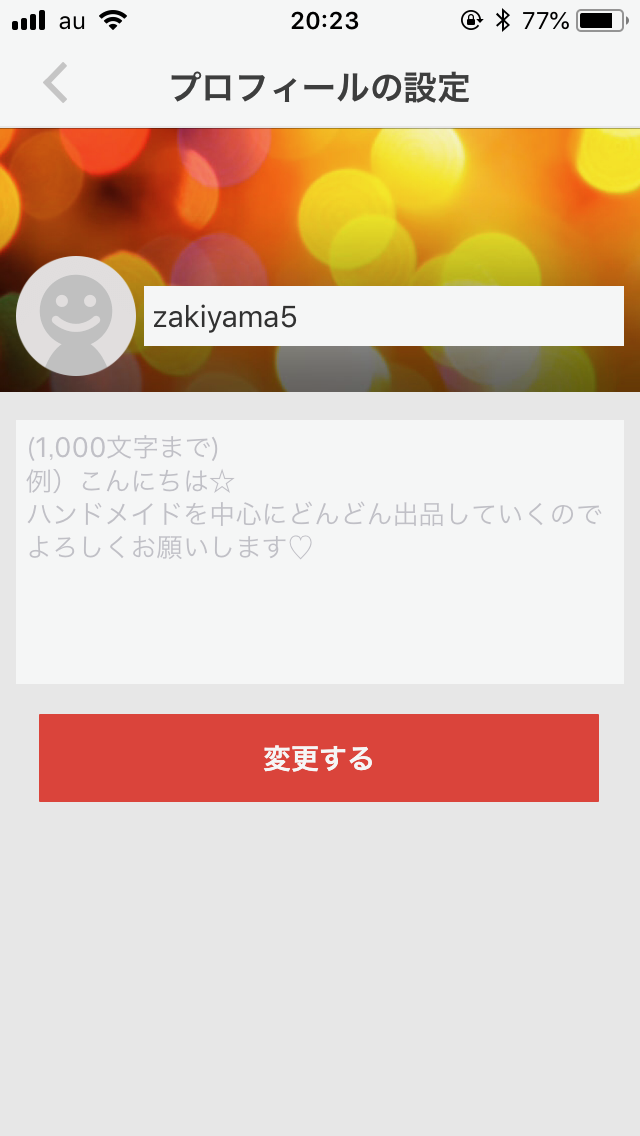 au 20:23 77%
プロフィールの設定
zakiyama5
(1,000文字まで)
例）こんにちは☆
ハンドメイドを中心にどんどん出品していくので
よろしくお願いします♡
変更する